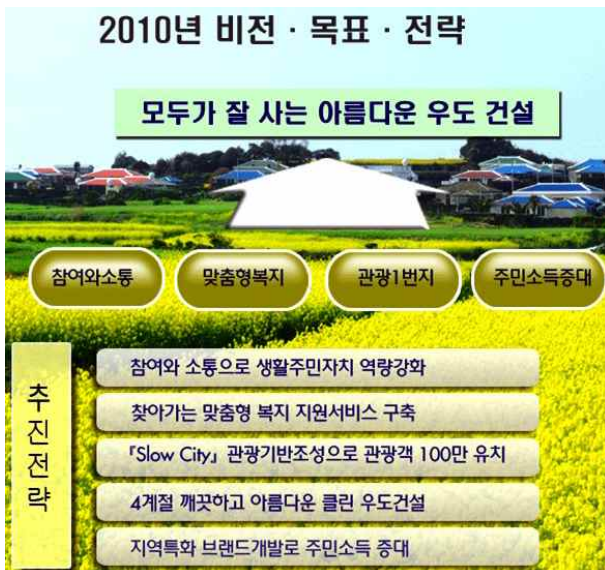 2010년 비전 · 목표 · 전략
모두가 잘 사는 아름다운 우도 건설
참여와소통
맞춤형복지
관광1번지
주민소득증대
추진전략
참여와 소통으로 생활주민자치 역량강화
찾아가는 맞춤형 복지 지원서비스 구축
『Slow City』 관광기반조성으로 관광객 100만 유치
4계절 깨끗하고 아름다운 클린 우도건설
지역특화 브랜드개발로 주민소득 증대